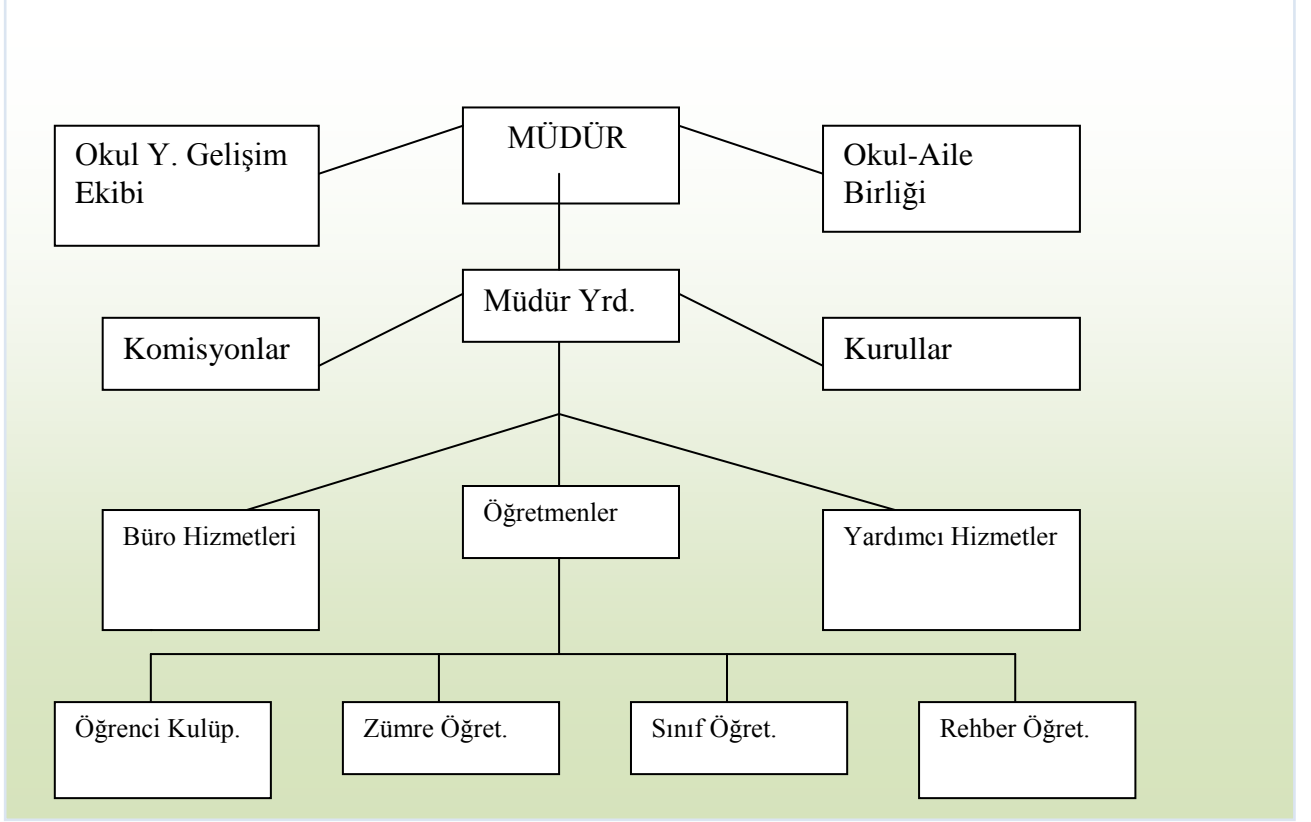 MÜDÜR
Okul Y. Gelişim
Ekibi
Okul-Aile
Birliği
Müdür Yrd.
Komisyonlar
Kurullar
Büro Hizmetleri
Öğretmenler
Yardımcı Hizmetler
Öğrenci Kulüp.
Zümre Öğret.
Sınıf Öğret.
Rehber Öğret.